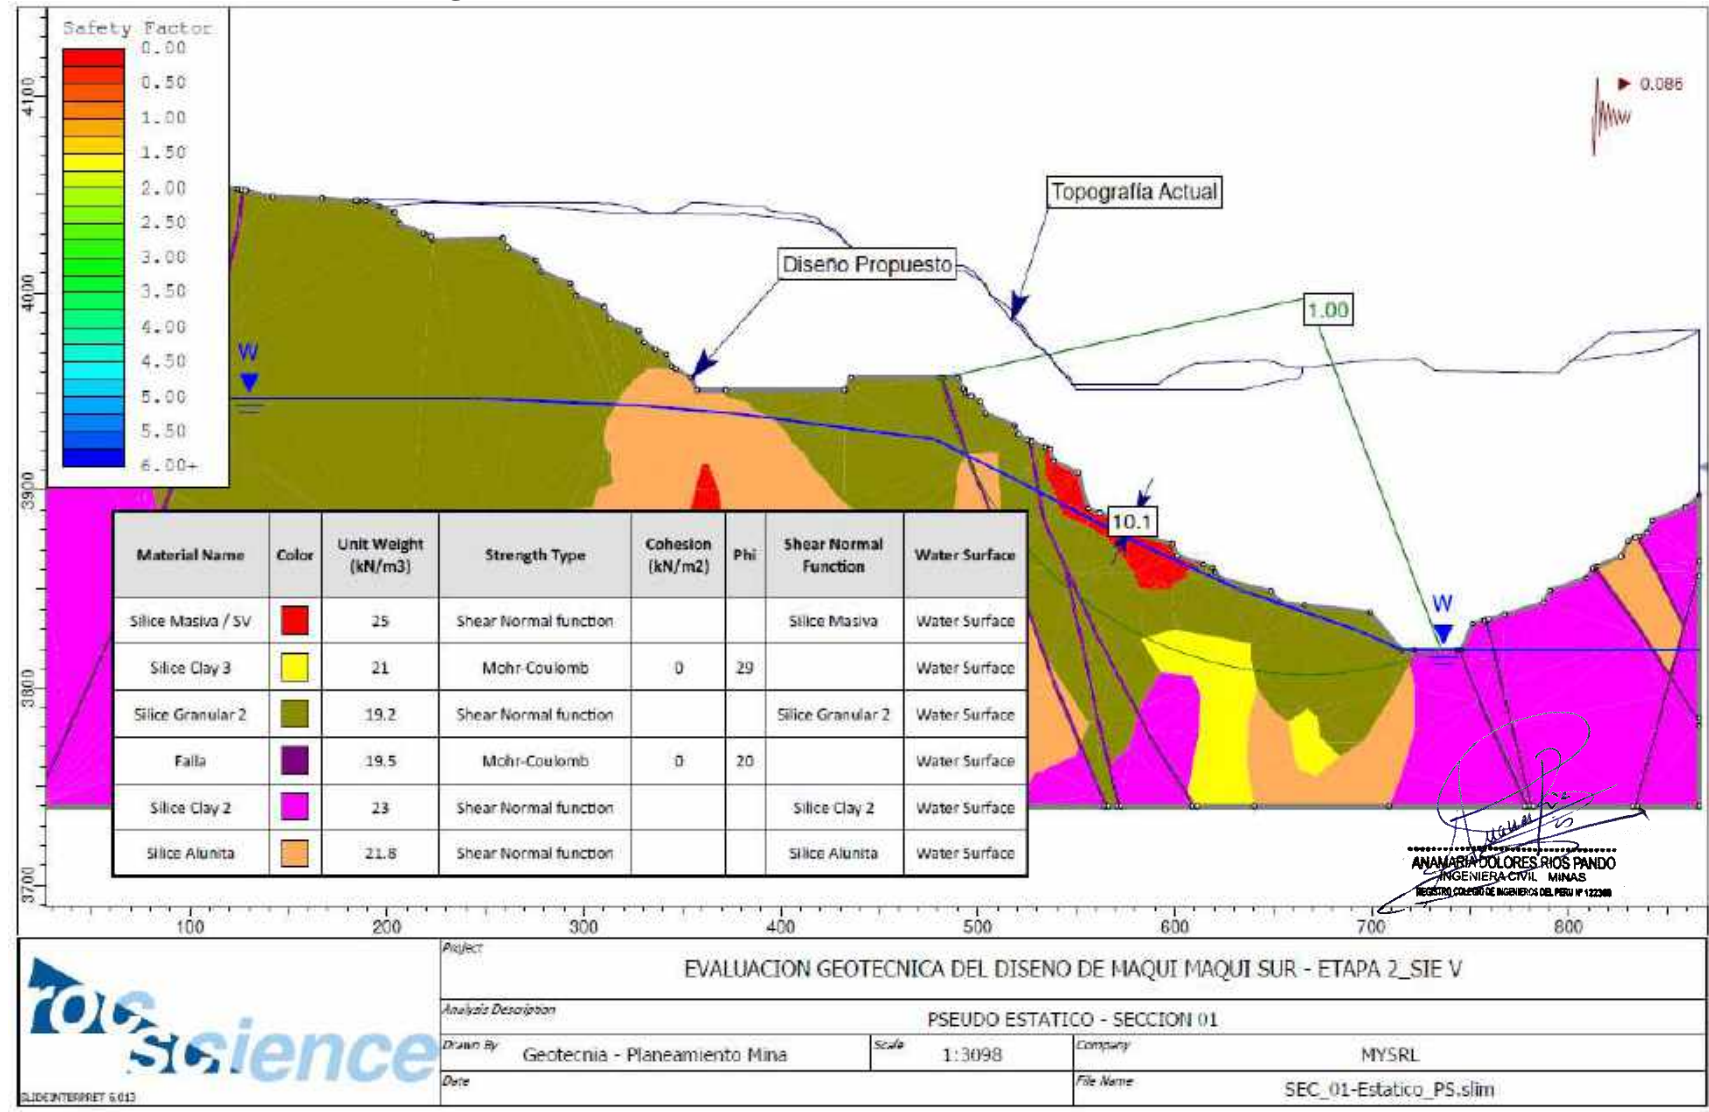 Safety Factor
0.00
0.50
1.00
1.50
2.00
2.50
3.00
3.50
4.00
4.50
5.00
5.50
6.00+
4100
4000
3900
3800
3700
0.086
Topografía Actual
Diseño Propuesto
1.00
W
10.1
W
Material Name Color Unit Weight (kN/m3) Strength Type Cohesion (kN/m2) Phi Shear Normal Function Water Surface
Silice Masiva / SV 25 Shear Normal function Silice Masiva Water Surface
Silice Clay 3 21 Mohr-Coulomb 0 29 Water Surface
Silice Granular 2 19.2 Shear Normal function Silice Granular 2 Water Surface
Falla 19.5 Mohr-Coulomb 0 20 Water Surface
Silice Clay 2 23 Shear Normal function Silice Clay 2 Water Surface
Silice Alunita 21.8 Shear Normal function Silice Alunita Water Surface
ANAMARIA DOLORES RIOS PANDO
INGENIERA CIVIL MINAS
REGISTRO COLEGIO DE INGENIEROS DEL PERU Nº
100 200 300 400 500 600 700 800
rocscience
SLIDEINTERPRET 6.013
Project
EVALUACION GEOTECNICA DEL DISENO DE MAQUI MAQUI SUR - ETAPA 2_SIE V
Analysis Description
PSEUDO ESTATICO - SECCION 01
Drawn By
Geotecnia - Planeamiento Mina
Scale
1:3098
Company
MYSRL
Date
File Name
SEC_01-Estatico_PS.slim